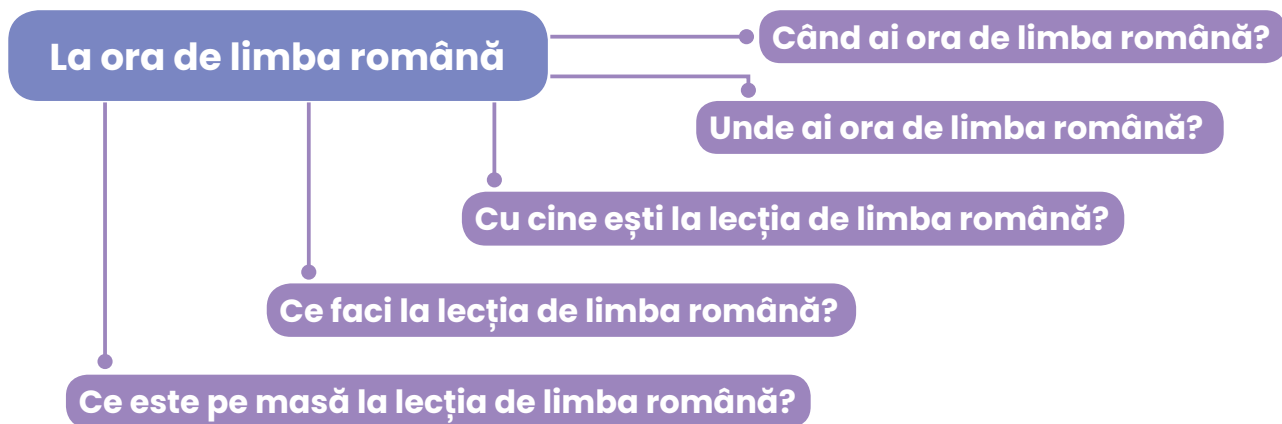 La ora de limba română
Când ai ora de limba română?
Unde ai ora de limba română?
Cu cine ești la lecția de limba română?
Ce faci la lecția de limba română?
Ce este pe masă la lecția de limba română?